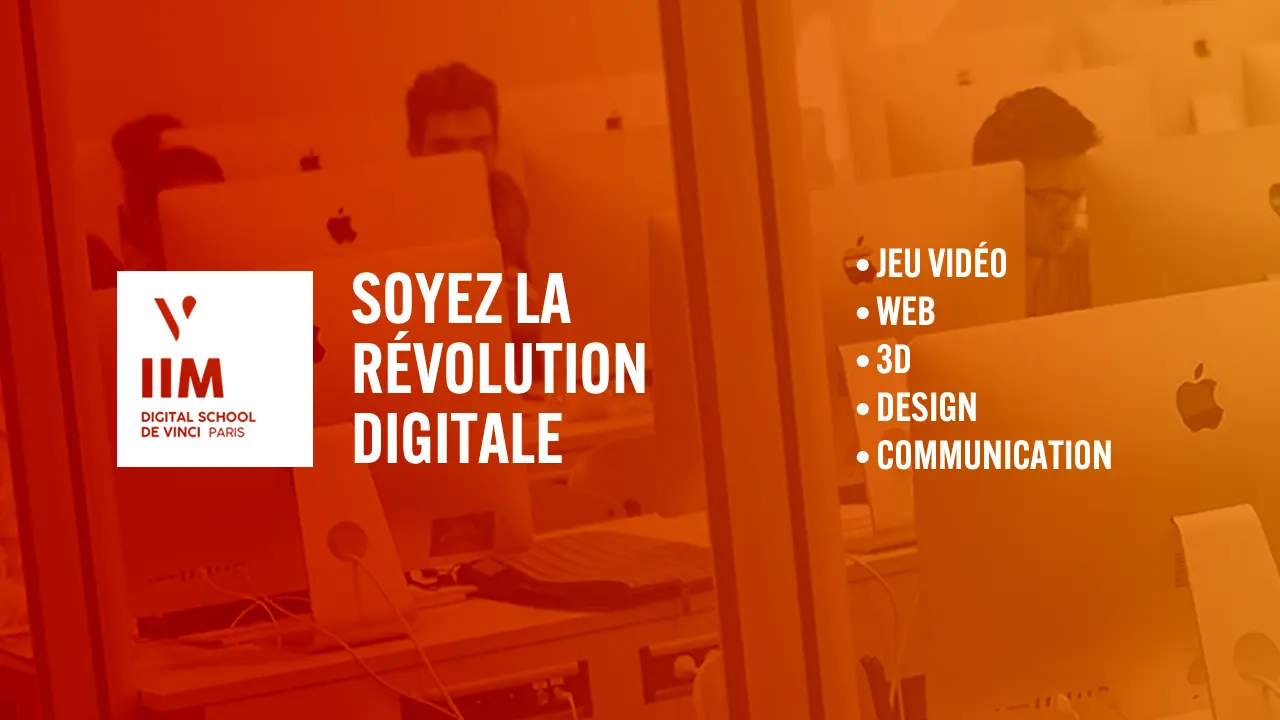 IIM
DIGITAL SCHOOL
DE VINCI PARIS
SOYEZ LA
RÉVOLUTION
DIGITALE
• JEU VIDÉO
• WEB
• 3D
• DESIGN
• COMMUNICATION